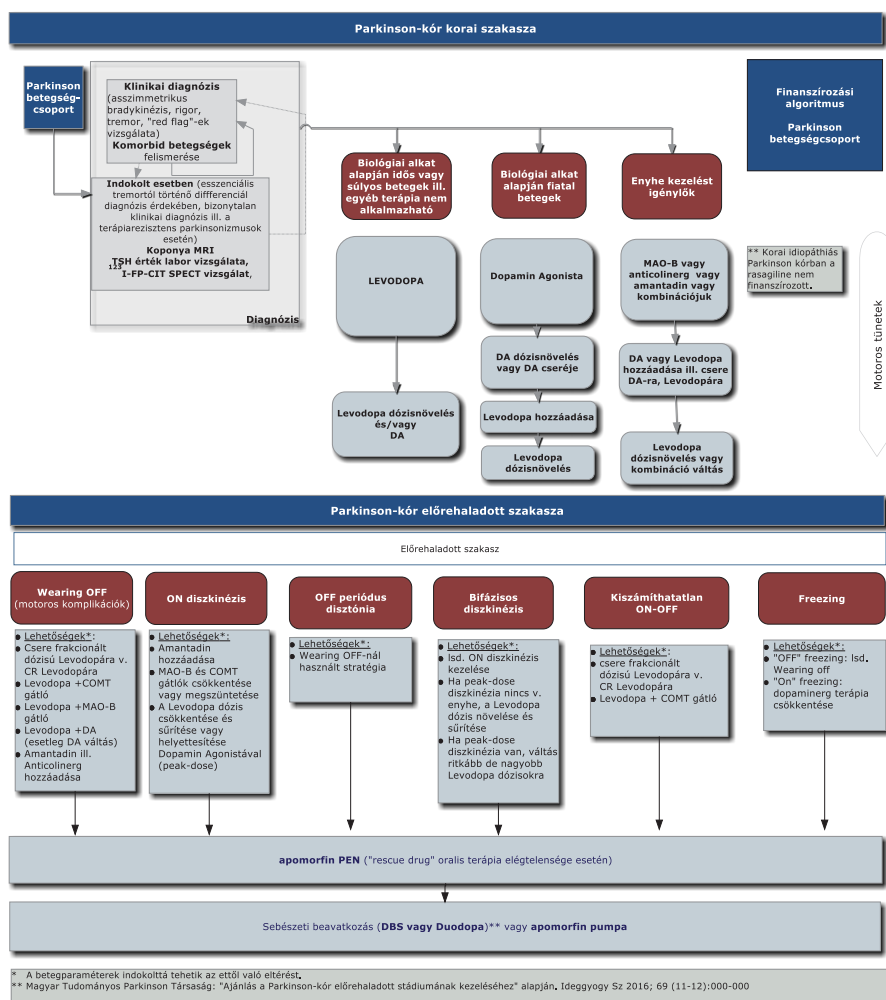 Parkinson-kór korai szakasza
Parkinson
betegség-
csoport
Klinikai diagnózis
(asszimmetrikus
bradykinézis, rigor,
tremor, "red flag"-ek
vizsgálata)
Komorbid betegségek
felismerése
Indokolt esetben (esszenciális
tremortól történő diffferenciál
diagnózis érdekében, bizonytalan
klinikai diagnózis ill. a
terápiarezisztens parkinsonizmusok
esetén)
Koponya MRI
TSH érték labor vizsgálata,
123I-FP-CIT SPECT vizsgálat,
Diagnózis
Finanszírozási
algoritmus
Parkinson
betegségcsoport
Biológiai alkat
alapján idős vagy
súlyos betegek ill.
egyéb terápia nem
alkalmazható
Biológiai alkat
alapján fiatal
betegek
Enyhe kezelést
igénylők
LEVODOPA
Dopamin Agonista
MAO-B vagy
anticolinerg vagy
amantadin vagy
kombinációjuk
** Korai idiopáthiás
Parkinson kórban a
rasagiline nem
finanszírozott.
Motoros tünetek
DA dózisnövelés
vagy DA cseréje
DA vagy Levodopa
hozzáadása ill. csere
DA-ra, Levodopára
Levodopa dózisnövelés
és/vagy
DA
Levodopa hozzáadása
Levodopa
dózisnövelés
Levodopa
dózisnövelés vagy
kombináció váltás
Parkinson-kór előrehaladott szakasza
Előrehaladott szakasz
Wearing OFF
(motoros komplikációk)
ON diszkinézis
OFF periódus
disztónia
Bifázisos
diszkinézis
Kiszámíthatatlan
ON-OFF
Freezing
● Lehetőségek*:
● Csere frakcionált
dózisú Levodopára v.
CR Levodopára
● Levodopa +COMT
gátló
● Levodopa +MAO-B
gátló
● Levodopa +DA
(esetleg DA váltás)
● Amantadin ill.
Anticolinerg
hozzáadása
● Lehetőségek*:
● Amantadin
hozzáadása
● MAO-B és COMT
gátlók csökkentése
vagy megszüntetése
● A Levodopa dózis
csökkentése és
sűrítése vagy
helyettesítése
Dopamin Agonistával
(peak-dose)
● Lehetőségek*:
● Wearing OFF-nál
használt stratégia
● Lehetőségek*:
● lsd. ON diszkinézis
kezelése
● Ha peak-dose
diszkinézia nincs v.
enyhe, a Levodopa
dózis növelése és
sűrítése
● Ha peak-dose
diszkinézia van, váltás
ritkább de nagyobb
Levodopa dózisokra
● Lehetőségek*:
● csere frakcionált
dózisú Levodopára v.
CR Levodopára
● Levodopa + COMT gátló
● Lehetőségek*:
● "OFF" freezing: lsd.
Wearing off
● "On" freezing:
dopaminerg terápia
csökkentése
apomorfin PEN ("rescue drug" oralis terápia elégtelensége esetén)
Sebészeti beavatkozás (DBS vagy Duodopa)** vagy apomorfin pumpa
* A betegparaméterek indokolttá tehetik az ettől való eltérést.
** Magyar Tudományos Parkinson Társaság: "Ajánlás a Parkinson-kór előrehaladott stádiumának kezeléséhez" alapján. Ideggyogy Sz 2016; 69 (11-12):000-000